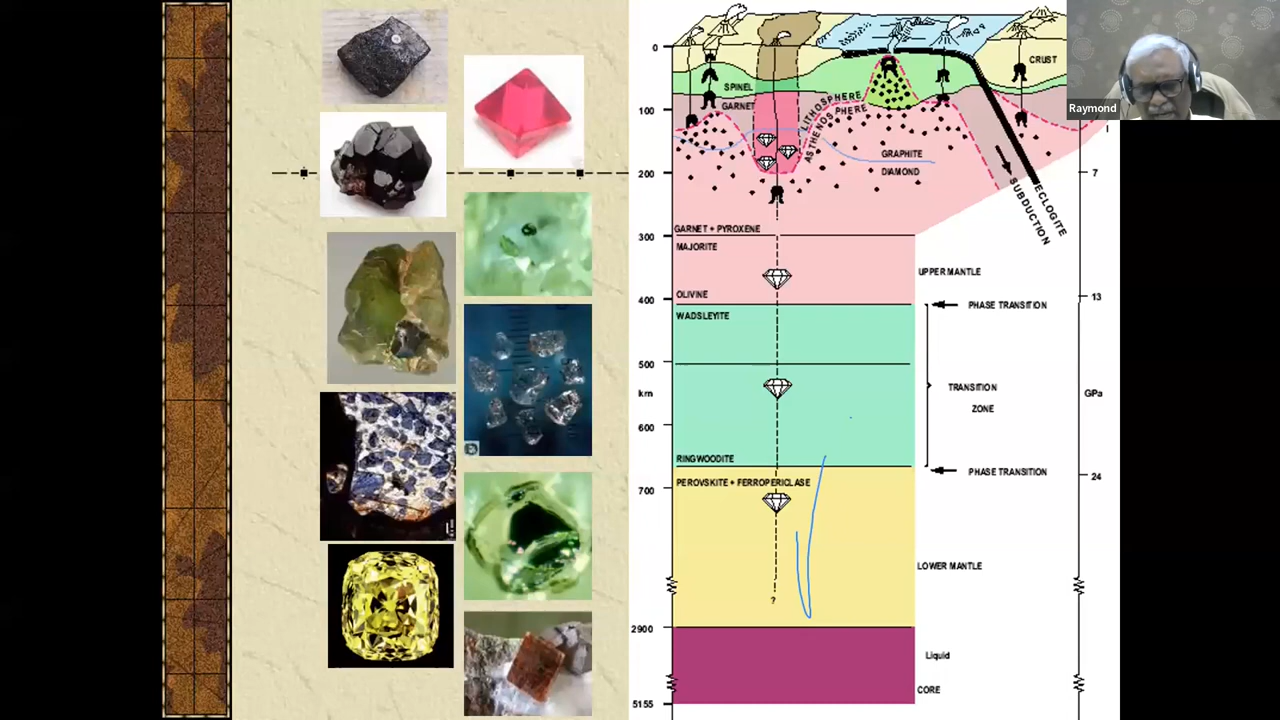 0
100
200
300
400
500
km
600
700
2900
5155
SPINEL
GARNET
LITHOSPHERE
ASTHENOSPHERE
CRUST
GRAPHITE
DIAMOND
SUBDUCTION
ECLOGITE
GARNET + PYROXENE
MAJORITE
OLIVINE
WADSLEYITE
RINGWOODITE
PEROVSKITE + FERROPERICLASE
?
UPPER MANTLE
PHASE TRANSITION
TRANSITION
ZONE
PHASE TRANSITION
LOWER MANTLE
Liquid
CORE
7
13
GPa
24
Raymond